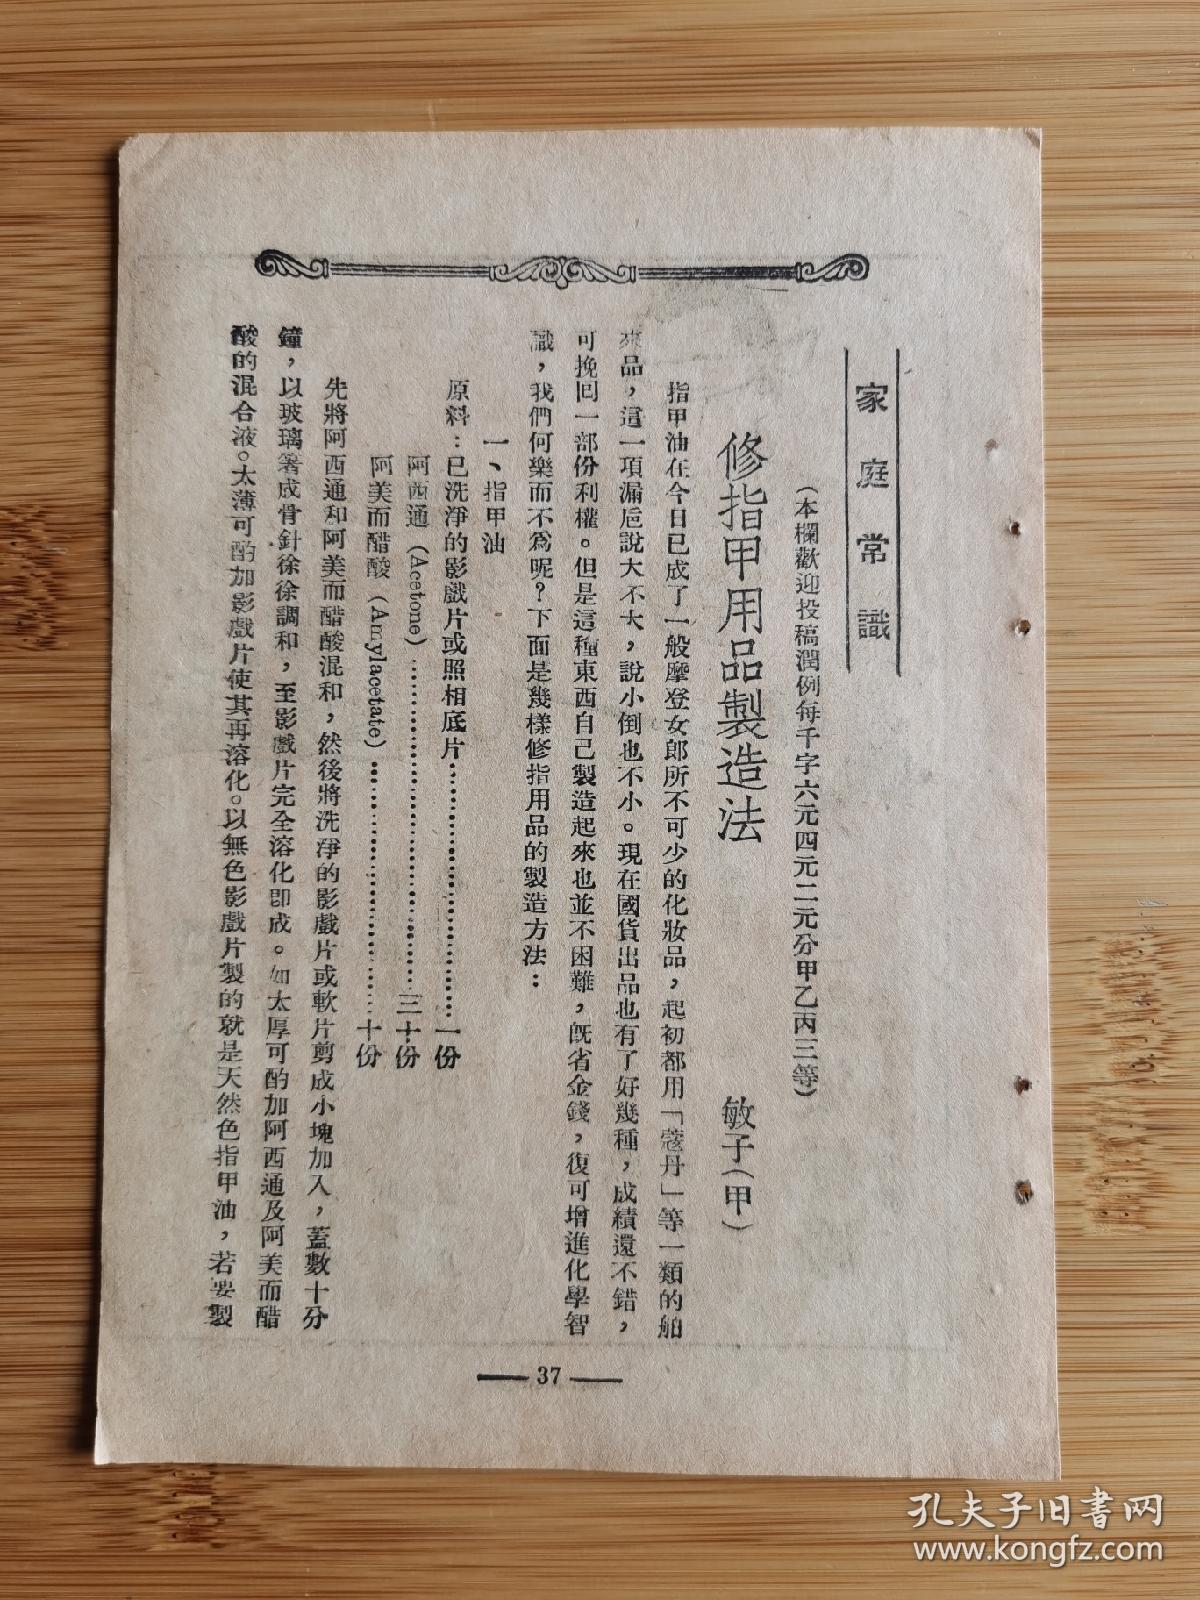 家庭常識
(本欄歡迎投稿潤例每千字六元四元二元分甲乙丙三等)
修指甲用品製造法 敏子(甲)
指甲油在今日已成了一般摩登女郎所不可少的化妝品,起初都用「蔻丹」等一類的舶
來品,這一項漏巵說大不大,說小倒也不小。現在國貨出品也有了好幾種,成績還不錯,
可挽回一部份利權。但是這種東西自己製造起來也並不困難,旣省金錢,復可增進化學智
識,我們何樂而不爲呢?下面是幾樣修指用品的製造方法:
一、指甲油
原料:已洗淨的影戲片或照相底片…………………………一份
阿西通(Acetone)…………………………三十份
阿美而醋酸(Amylacetate)…………………………十份
先將阿西通和阿美而醋酸混和,然後將洗淨的影戲片或軟片剪成小塊加入,蓋數十分
鐘,以玻璃箸成骨針徐徐調和,至影戲片完全溶化卽成。如太厚可酌加阿西通及阿美而醋
酸的混合液。太薄可酌加影戲片使其再溶化。以無色影戲片製的就是天然色指甲油,若要製
37
孔夫子旧书网
www.kongfz.com